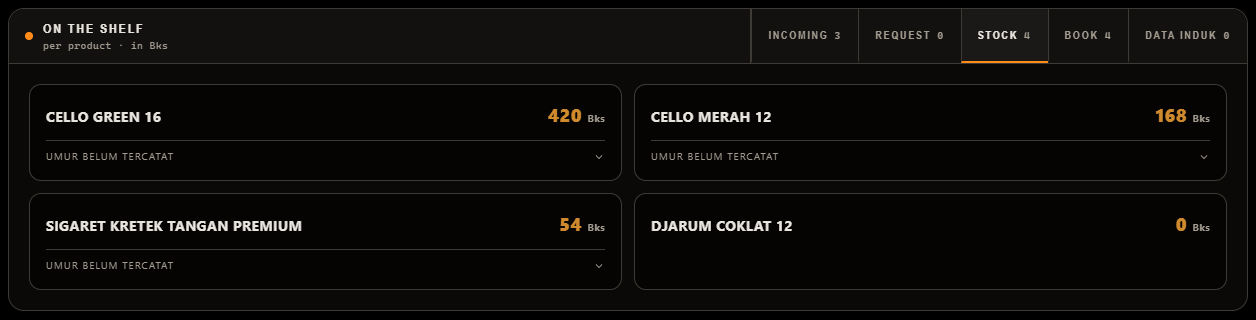 ON THE SHELF
per product · in Bks
INCOMING 3
REQUEST 0
STOCK 4
BOOK 4
DATA INDUK 0
CELLO GREEN 16
420 Bks
UMUR BELUM TERCATAT
CELLO MERAH 12
168 Bks
UMUR BELUM TERCATAT
SIGARET KRETEK TANGAN PREMIUM
54 Bks
UMUR BELUM TERCATAT
DJARUM COKLAT 12
0 Bks